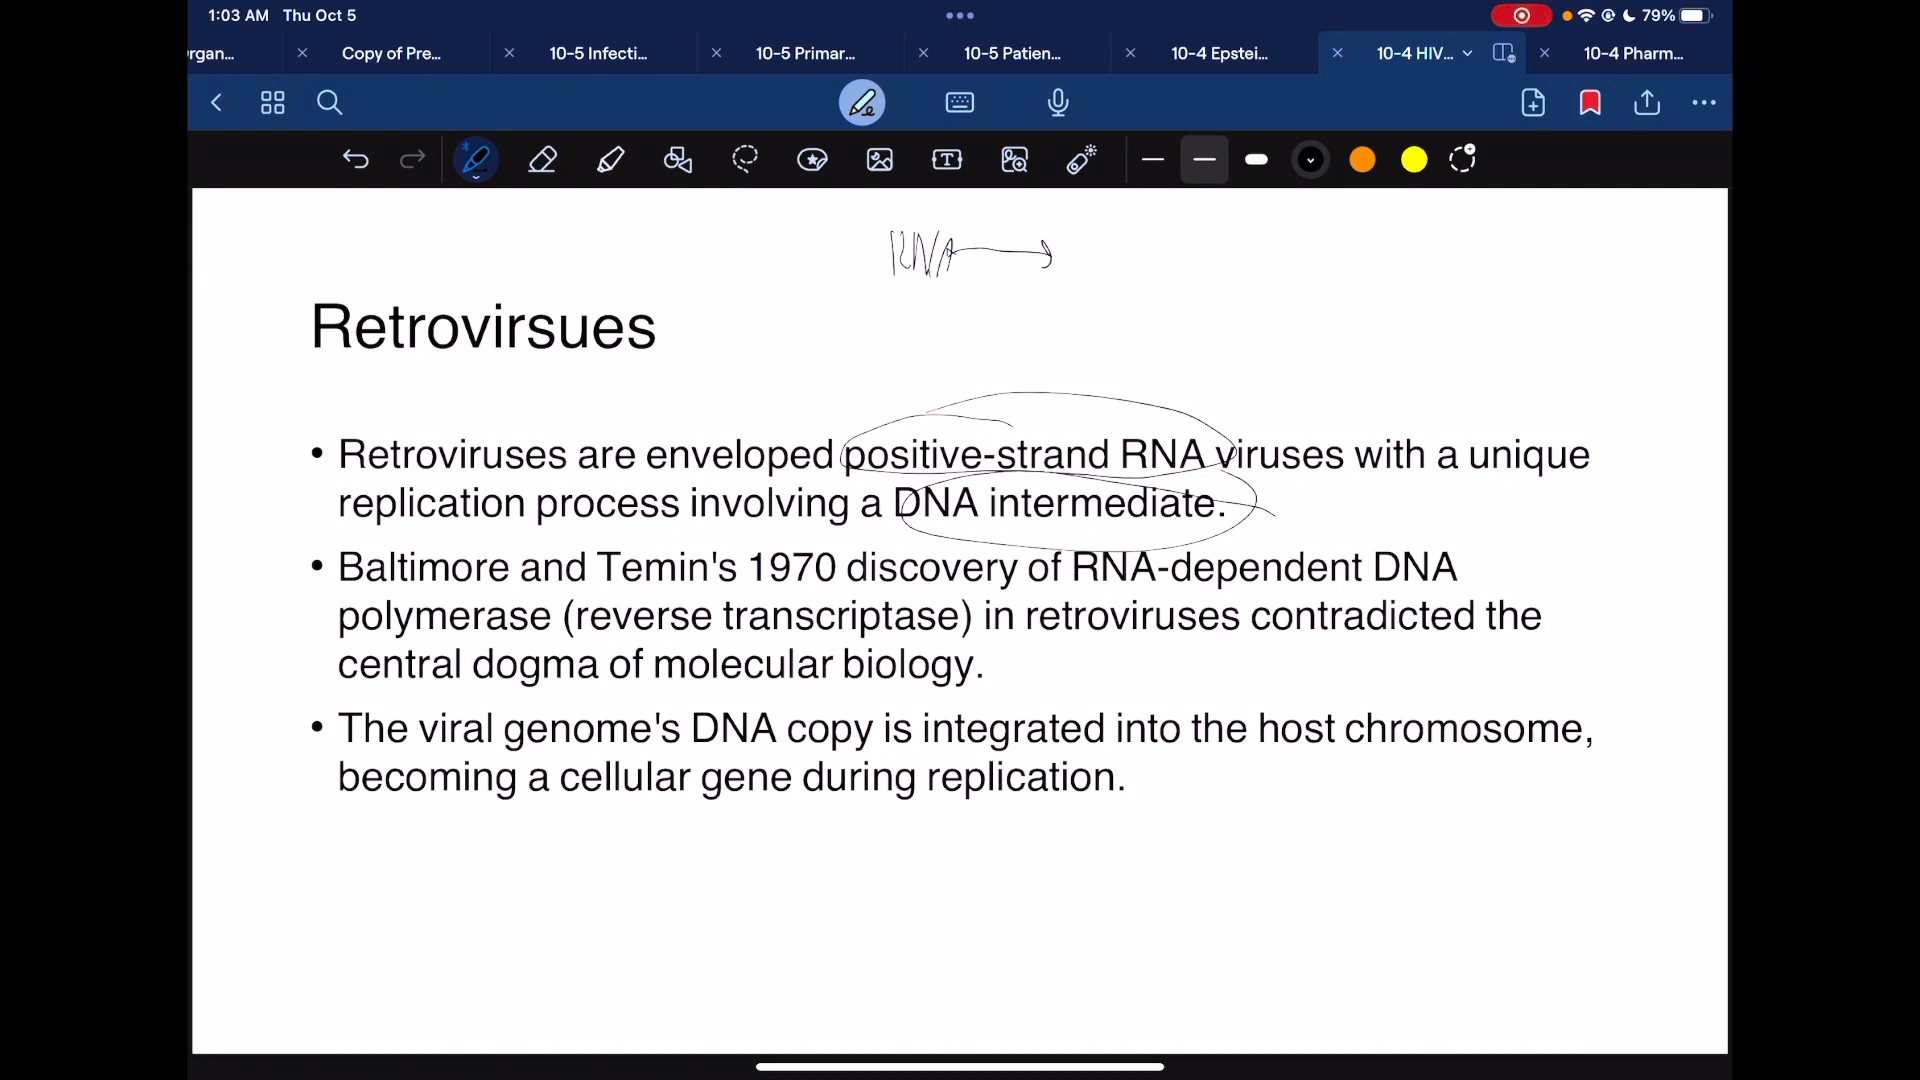 1:03 AM Thu Oct 5
79%
rgan...
Copy of Pre...
10-5 Infecti...
10-5 Primar...
10-5 Patien...
10-4 Epstei...
10-4 HIV...
10-4 Pharm...
RNA
Retrovirsues
• Retroviruses are enveloped positive-strand RNA viruses with a unique
replication process involving a DNA intermediate.
• Baltimore and Temin's 1970 discovery of RNA-dependent DNA
polymerase (reverse transcriptase) in retroviruses contradicted the
central dogma of molecular biology.
• The viral genome's DNA copy is integrated into the host chromosome,
becoming a cellular gene during replication.